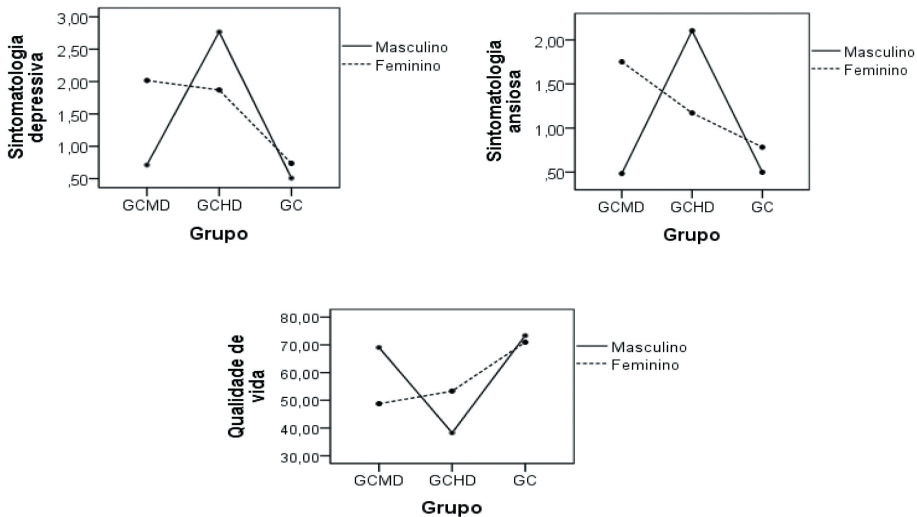 Sintomatologia
depressiva
3,00
2,50
2,00
1,50
1,00
,50
GCMD GCHD GC
Grupo
Masculino
Feminino
Sintomatologia
ansiosa
2,00
1,50
1,00
,50
GCMD GCHD GC
Grupo
Masculino
Feminino
Qualidade de
vida
80,00
70,00
60,00
50,00
40,00
30,00
GCMD GCHD GC
Grupo
Masculino
Feminino